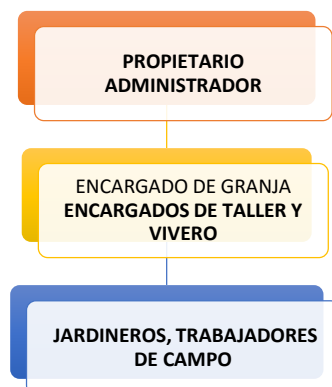 PROPIETARIO
ADMINISTRADOR
ENCARGADO DE GRANJA
ENCARGADOS DE TALLER Y
VIVERO
JARDINEROS, TRABAJADORES
DE CAMPO